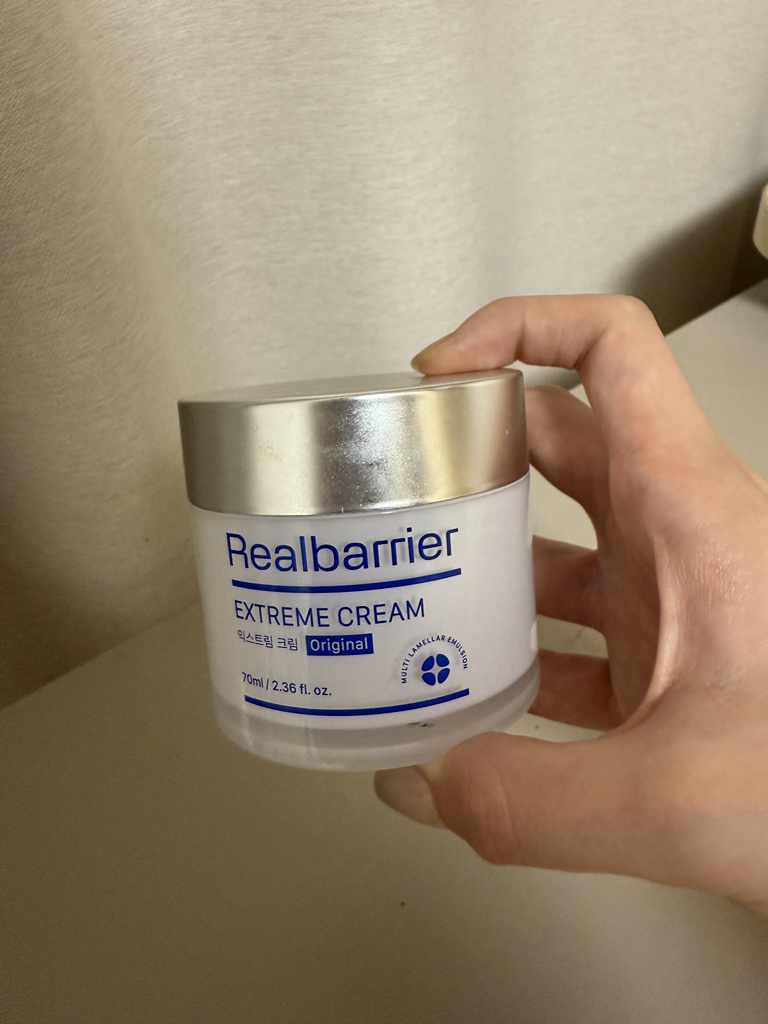 Realbarrier
EXTREME CREAM
익스트림 크림 Original
MULTI LAMELLAR EMULSION
70ml / 2.36 fl. oz.